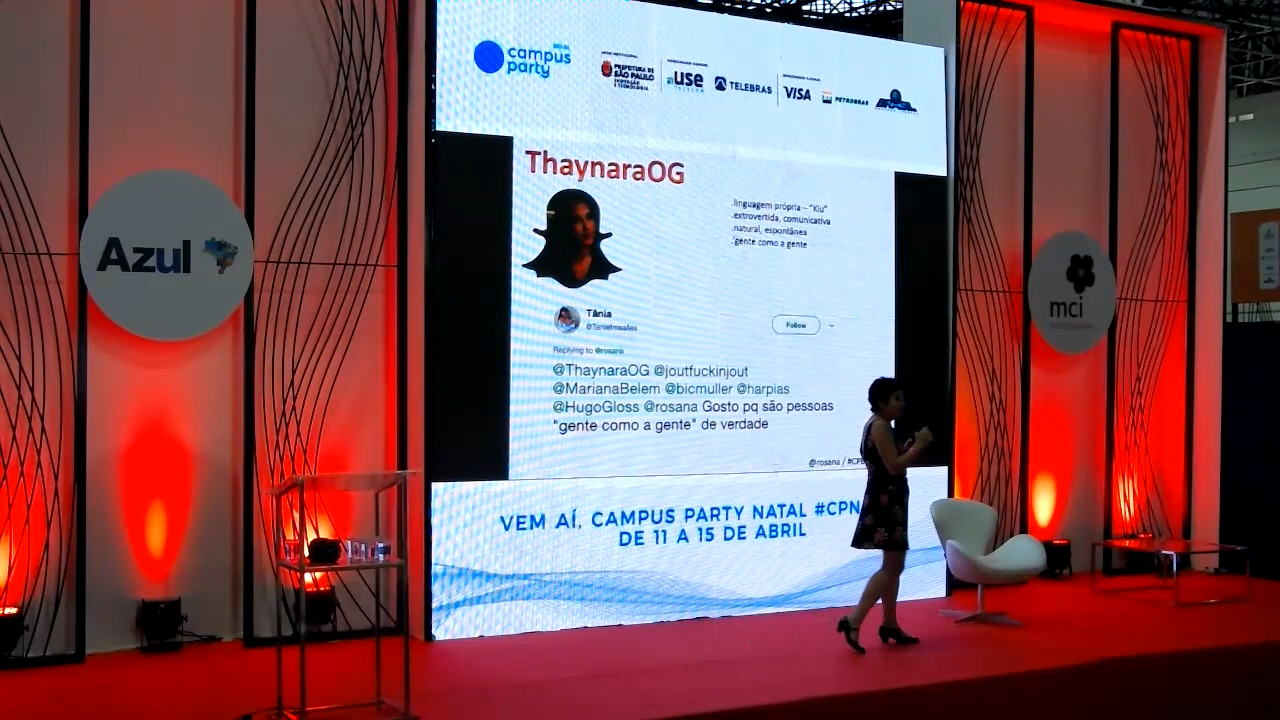 campus
party
BRASIL
PREFEITURA DE
SÃO PAULO
INOVAÇÃO
E TECNOLOGIA
use
TELEBRAS
VISA
PETROBRAS
ThaynaraOG
.linguagem própria – "Kiu"
.extrovertida, comunicativa
.natural, espontânea
.gente como a gente
Azul
mci
Tânia
Follow
Replying to @rosana
@ThaynaraOG @joutfuckinjout
@MarianaBelem @bicmuller @harpias
@HugoGloss @rosana Gosto pq são pessoas
"gente como a gente" de verdade
@rosana / #CPB
VEM AÍ, CAMPUS PARTY NATAL #CPN
DE 11 A 15 DE ABRIL